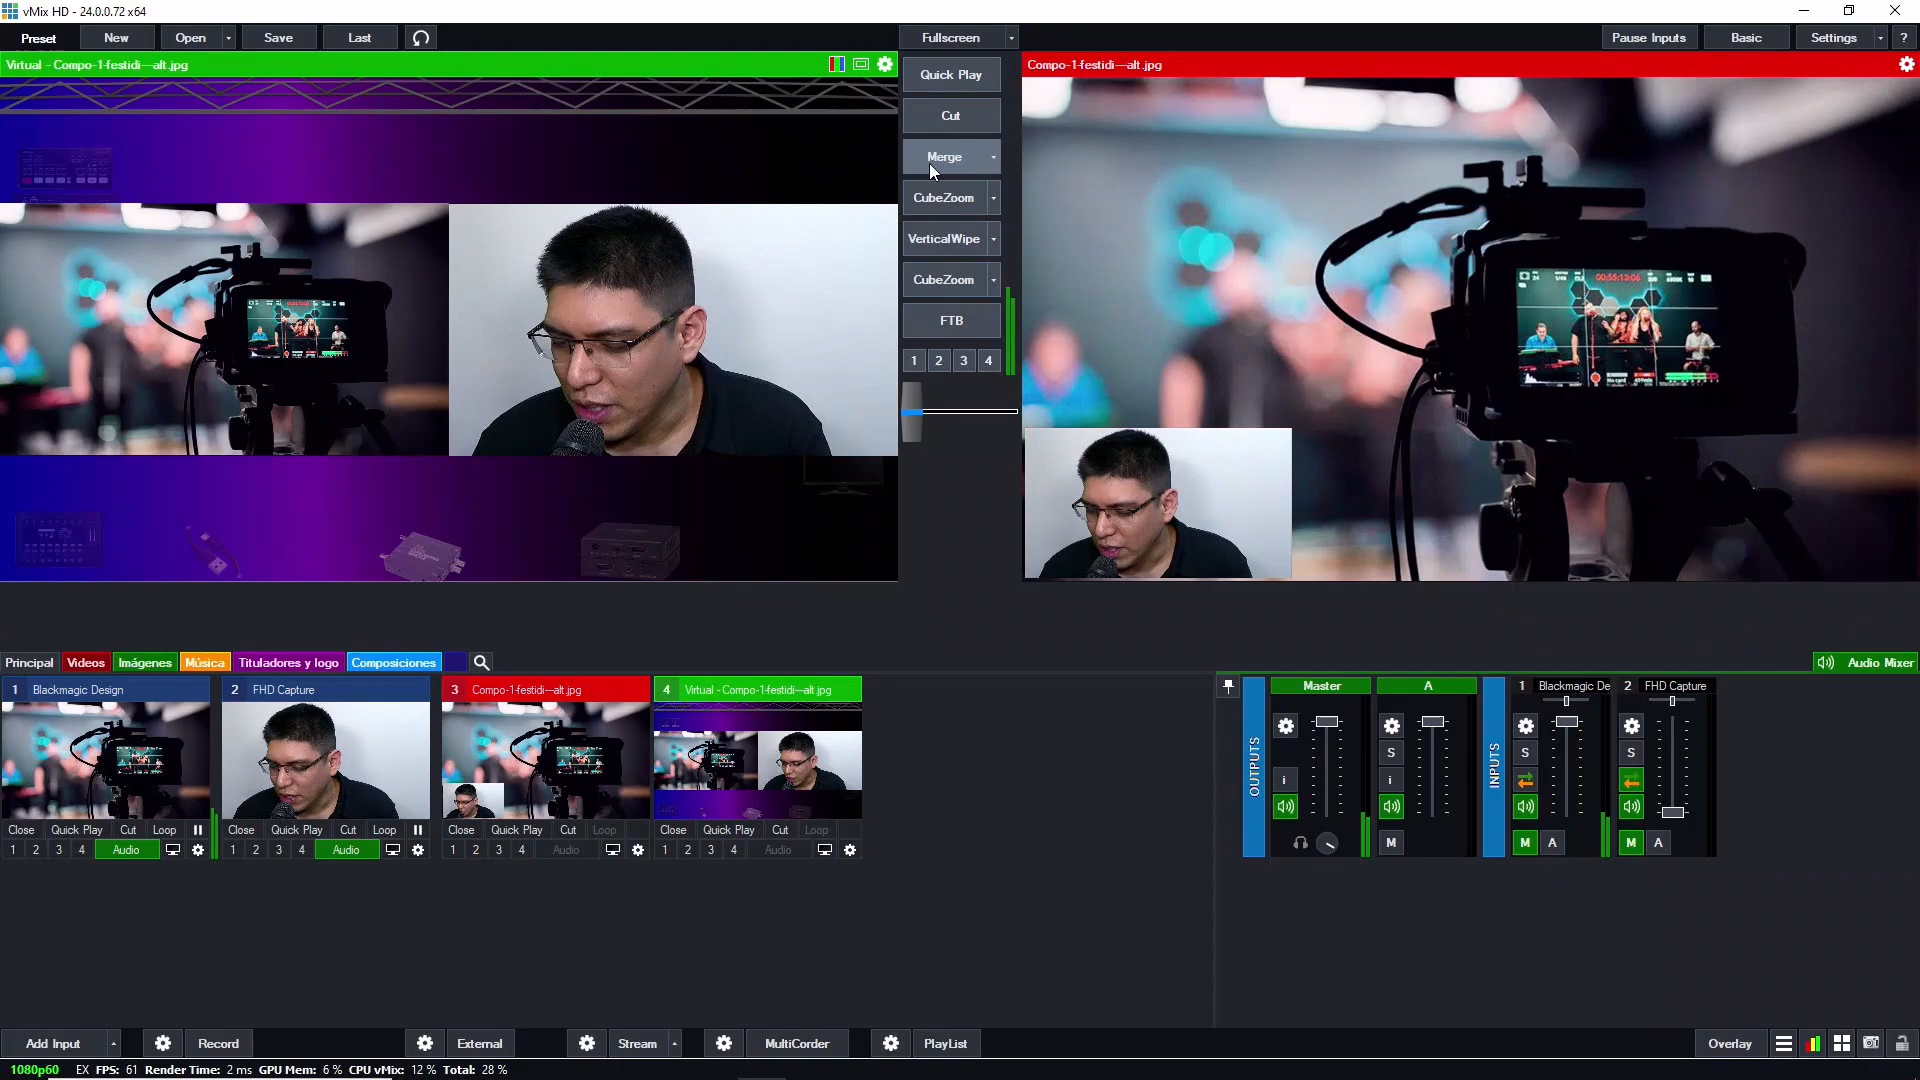 vMix HD - 24.0.0.72 x64
Preset New Open Save Last Fullscreen Pause Inputs Basic Settings ?
Virtual - Compo-1-festidi---alt.jpg
Compo-1-festidi---alt.jpg
Quick Play
Cut
Merge
CubeZoom
VerticalWipe
CubeZoom
FTB
1 2 3 4
00:55:13:06
Principal Videos Imágenes Música Tituladores y logo Composiciones Audio Mixer
1 Blackmagic Design
2 FHD Capture
3 Compo-1-festidi---alt.jpg
4 Virtual - Compo-1-festidi---alt.jpg
Close Quick Play Cut Loop
1 2 3 4 Audio
Close Quick Play Cut Loop
1 2 3 4 Audio
Close Quick Play Cut Loop
1 2 3 4 Audio
Close Quick Play Cut Loop
1 2 3 4 Audio
OUTPUTS
Master
i
A
S
i
M
INPUTS
1 Blackmagic De
S
M A
2 FHD Capture
S
M A
Add Input Record External Stream MultiCorder PlayList Overlay
1080p60 EX FPS: 61 Render Time: 2 ms GPU Mem: 6 % CPU vMix: 12 % Total: 28 %